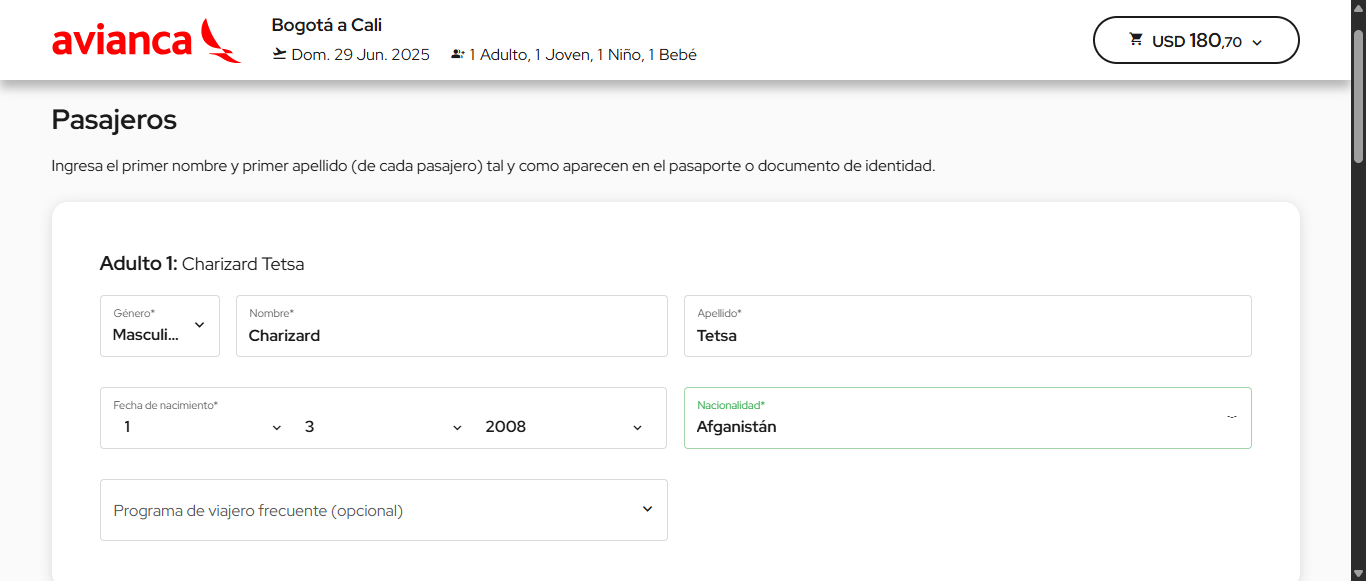 avianca
Bogotá a Cali
Dom. 29 Jun. 2025 1 Adulto, 1 Joven, 1 Niño, 1 Bebé
USD 180,70
Pasajeros
Ingresa el primer nombre y primer apellido (de cada pasajero) tal y como aparecen en el pasaporte o documento de identidad.
Adulto 1: Charizard Tetsa
Género*
Masculi...
Nombre*
Charizard
Apellido*
Tetsa
Fecha de nacimiento*
1 3 2008
Nacionalidad*
Afganistán
Programa de viajero frecuente (opcional)